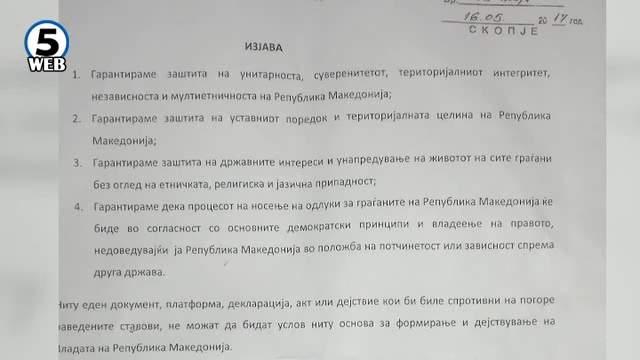 5
WEB
16.05. 2017 год
СКОПЈЕ
ИЗЈАВА
1. Гарантираме заштита на унитарноста, суверенитетот, територијалниот интегритет,
независноста и мултиетничноста на Република Македонија;
2. Гарантираме заштита на уставниот поредок и територијалната целина на Република
Македонија;
3. Гарантираме заштита на државните интереси и унапредување на животот на сите граѓани
без оглед на етничката, религиска и јазична припадност;
4. Гарантираме дека процесот на носење на одлуки за граѓаните на Република Македонија ќе
биде во согласност со основните демократски принципи и владеење на правото,
недоведувајќи ја Република Македонија во положба на потчинетост или зависност спрема
друга држава.
Ниту еден документ, платформа, декларација, акт или дејствие кои би биле спротивни на погоре
наведените ставови, не можат да бидат услов ниту основа за формирање и дејствување на
Владата на Република Македонија.